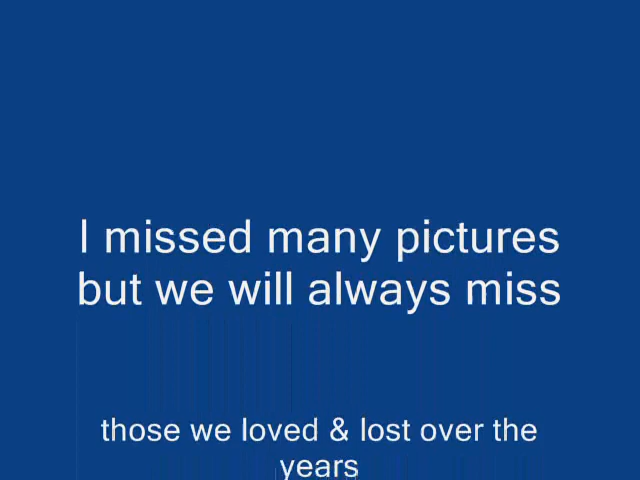 I missed many pictures
but we will always miss
those we loved & lost over the
years